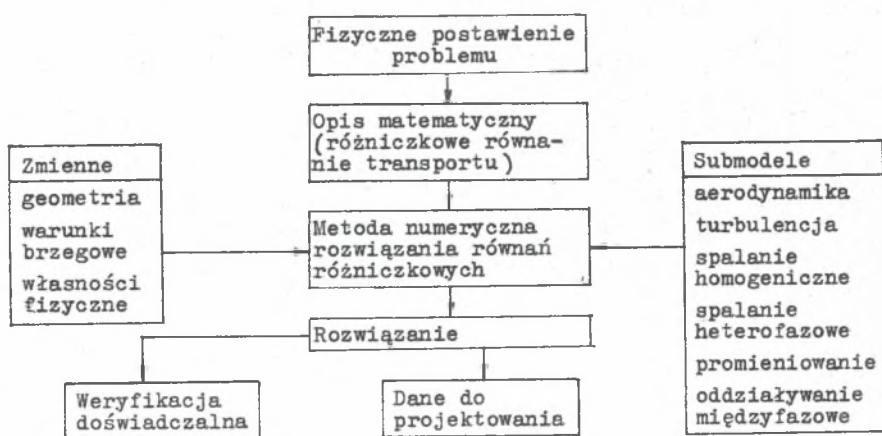 Fizyczne postawienie
problemu
Opis matematyczny
(różniczkowe równa-
nie transportu)
Zmienne
geometria
warunki
brzegowe
własności
fizyczne
Metoda numeryczna
rozwiązania równań
różniczkowych
Submodele
aerodynamika
turbulencja
spalanie
homogeniczne
spalanie
heterofazowe
promieniowanie
oddziaływanie
międzyfazowe
Rozwiązanie
Weryfikacja
doświadczalna
Dane do
projektowania